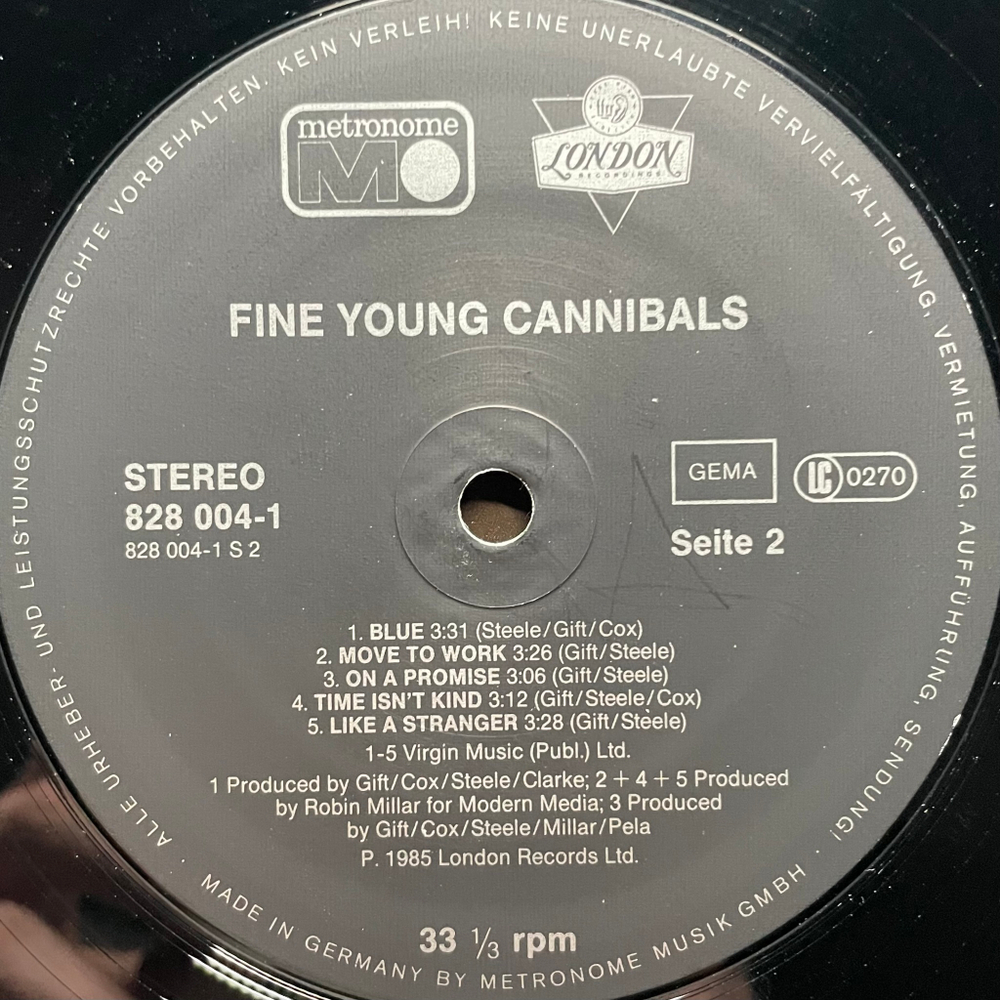 ALLE URHEBER- UND LEISTUNGSSCHUTZRECHTE VORBEHALTEN. KEIN VERLEIH! KEINE UNERLAUBTE VERVIELFÄLTIGUNG, VERMIETUNG, AUFFÜHRUNG, SENDUNG!
metronome
LONDON
RECORDINGS
FINE YOUNG CANNIBALS
STEREO
828 004-1
828 004-1 S 2
GEMA
LC 0270
Seite 2
1. BLUE 3:31 (Steele/Gift/Cox)
2. MOVE TO WORK 3:26 (Gift/Steele)
3. ON A PROMISE 3:06 (Gift/Steele)
4. TIME ISN'T KIND 3:12 (Gift/Steele/Cox)
5. LIKE A STRANGER 3:28 (Gift/Steele)
1-5 Virgin Music (Publ.) Ltd.
1 Produced by Gift/Cox/Steele/Clarke; 2 + 4 + 5 Produced
by Robin Millar for Modern Media; 3 Produced
by Gift/Cox/Steele/Millar/Pela
P. 1985 London Records Ltd.
33 ⅓ rpm
MADE IN GERMANY BY METRONOME MUSIK GMBH